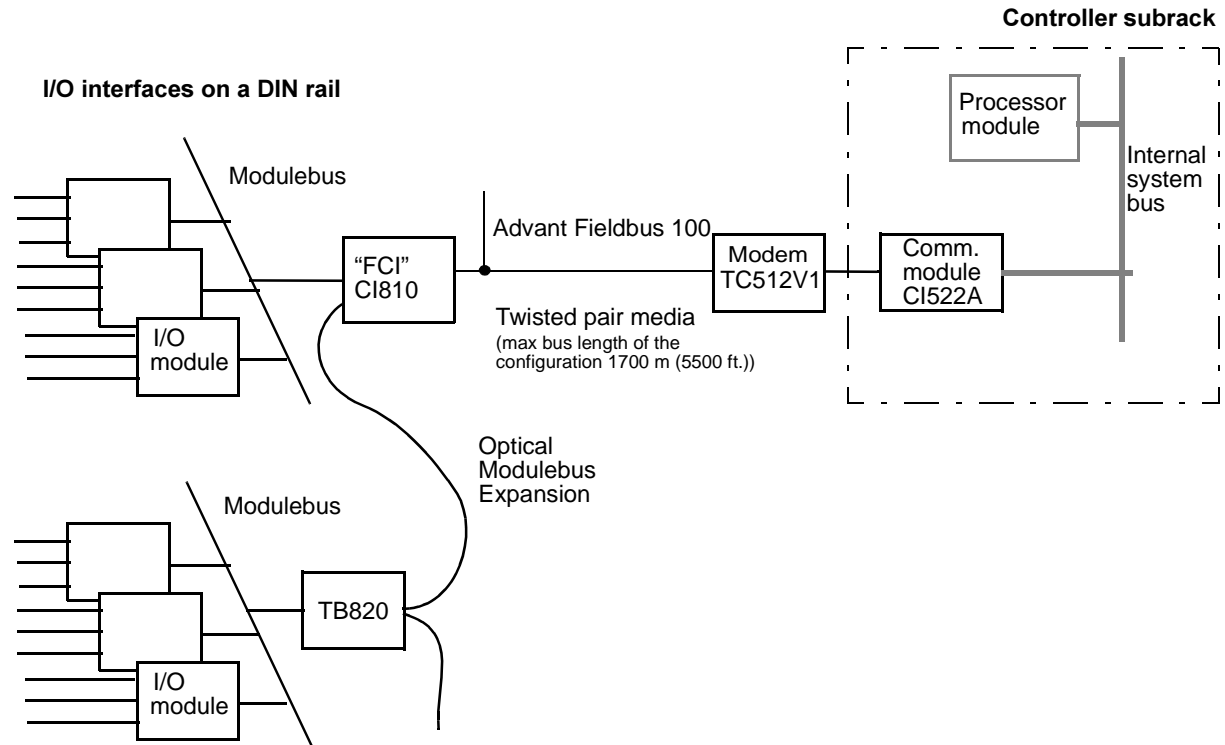 Controller subrack
I/O interfaces on a DIN rail
Processor
module
Internal
system
bus
Modulebus
Advant Fieldbus 100
“FCI”
CI810
Modem
TC512V1
Comm.
module
CI522A
I/O
module
Twisted pair media
(max bus length of the
configuration 1700 m (5500 ft.))
Optical
Modulebus
Expansion
Modulebus
TB820
I/O
module